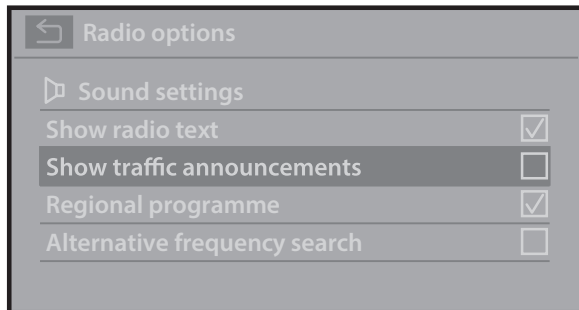 Radio options
Sound settings
Show radio text
Show traffic announcements
Regional programme
Alternative frequency search